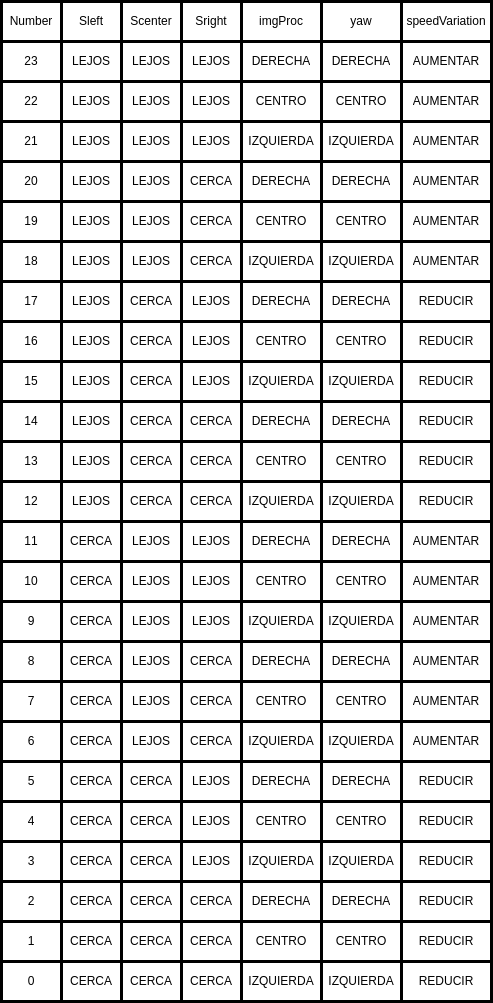 Number Sleft Scenter Sright imgProc yaw speedVariation
23 LEJOS LEJOS LEJOS DERECHA DERECHA AUMENTAR
22 LEJOS LEJOS LEJOS CENTRO CENTRO AUMENTAR
21 LEJOS LEJOS LEJOS IZQUIERDA IZQUIERDA AUMENTAR
20 LEJOS LEJOS CERCA DERECHA DERECHA AUMENTAR
19 LEJOS LEJOS CERCA CENTRO CENTRO AUMENTAR
18 LEJOS LEJOS CERCA IZQUIERDA IZQUIERDA AUMENTAR
17 LEJOS CERCA LEJOS DERECHA DERECHA REDUCIR
16 LEJOS CERCA LEJOS CENTRO CENTRO REDUCIR
15 LEJOS CERCA LEJOS IZQUIERDA IZQUIERDA REDUCIR
14 LEJOS CERCA CERCA DERECHA DERECHA REDUCIR
13 LEJOS CERCA CERCA CENTRO CENTRO REDUCIR
12 LEJOS CERCA CERCA IZQUIERDA IZQUIERDA REDUCIR
11 CERCA LEJOS LEJOS DERECHA DERECHA AUMENTAR
10 CERCA LEJOS LEJOS CENTRO CENTRO AUMENTAR
9 CERCA LEJOS LEJOS IZQUIERDA IZQUIERDA AUMENTAR
8 CERCA LEJOS CERCA DERECHA DERECHA AUMENTAR
7 CERCA LEJOS CERCA CENTRO CENTRO AUMENTAR
6 CERCA LEJOS CERCA IZQUIERDA IZQUIERDA AUMENTAR
5 CERCA CERCA LEJOS DERECHA DERECHA REDUCIR
4 CERCA CERCA LEJOS CENTRO CENTRO REDUCIR
3 CERCA CERCA LEJOS IZQUIERDA IZQUIERDA REDUCIR
2 CERCA CERCA CERCA DERECHA DERECHA REDUCIR
1 CERCA CERCA CERCA CENTRO CENTRO REDUCIR
0 CERCA CERCA CERCA IZQUIERDA IZQUIERDA REDUCIR